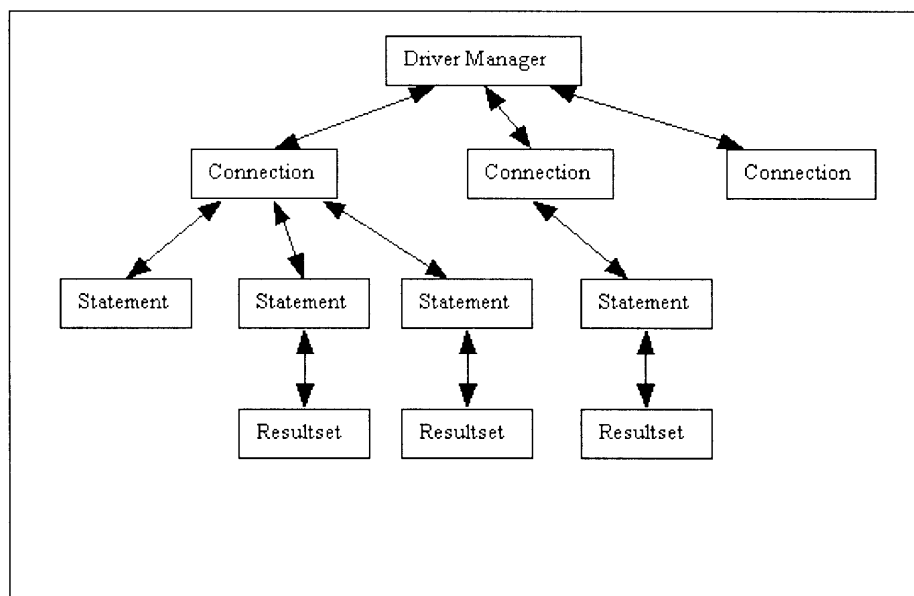 Driver Manager
Connection
Connection
Connection
Statement
Statement
Statement
Statement
Resultset
Resultset
Resultset